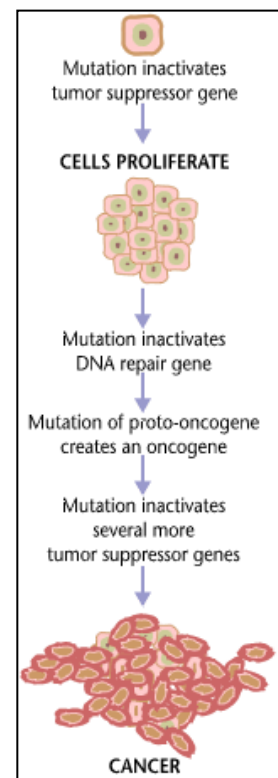 Mutation inactivates
tumor suppressor gene
CELLS PROLIFERATE
Mutation inactivates
DNA repair gene
Mutation of proto-oncogene
creates an oncogene
Mutation inactivates
several more
tumor suppressor genes
CANCER